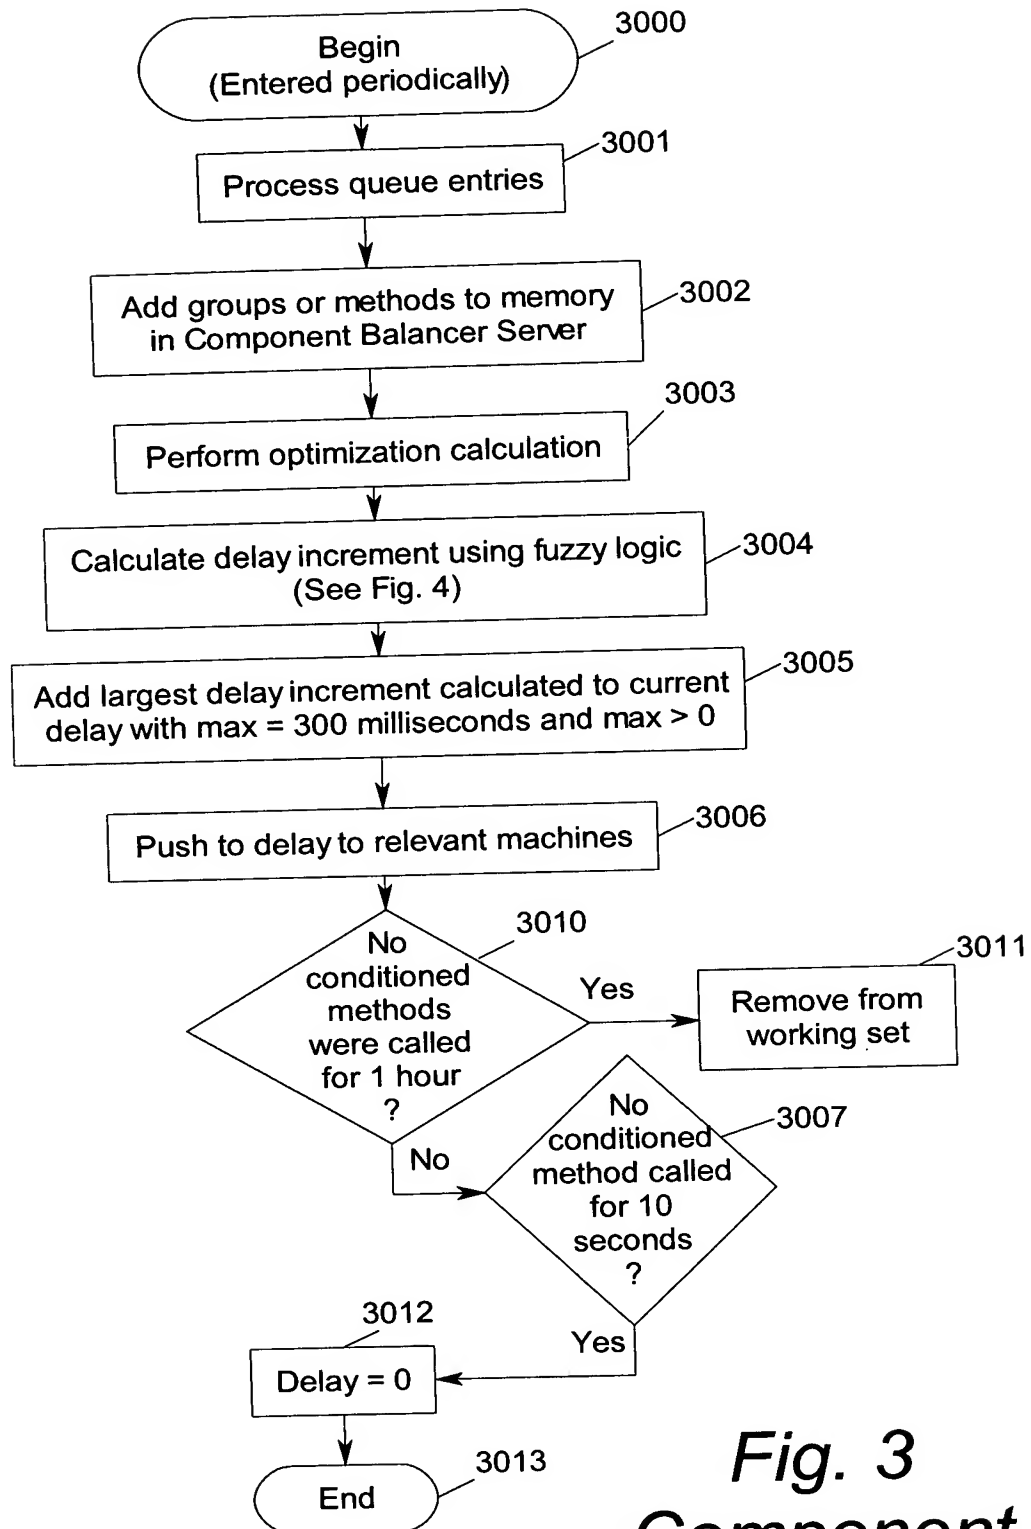 3000
Begin
(Entered periodically)
3001
Process queue entries
3002
Add groups or methods to memory
in Component Balancer Server
3003
Perform optimization calculation
3004
Calculate delay increment using fuzzy logic
(See Fig. 4)
3005
Add largest delay increment calculated to current
delay with max = 300 milliseconds and max > 0
3006
Push to delay to relevant machines
3010
No
conditioned
methods
were called
for 1 hour
?
Yes
3011
Remove from
working set
No
3007
No
conditioned
method called
for 10
seconds
?
Yes
3012
Delay = 0
3013
End
Fig. 3
Component